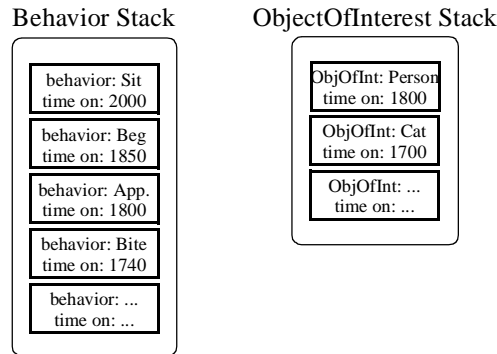 Behavior Stack
behavior: Sit
time on: 2000
behavior: Beg
time on: 1850
behavior: App.
time on: 1800
behavior: Bite
time on: 1740
behavior: ...
time on: ...
ObjectOfInterest Stack
ObjOfInt: Person
time on: 1800
ObjOfInt: Cat
time on: 1700
ObjOfInt: ...
time on: ...